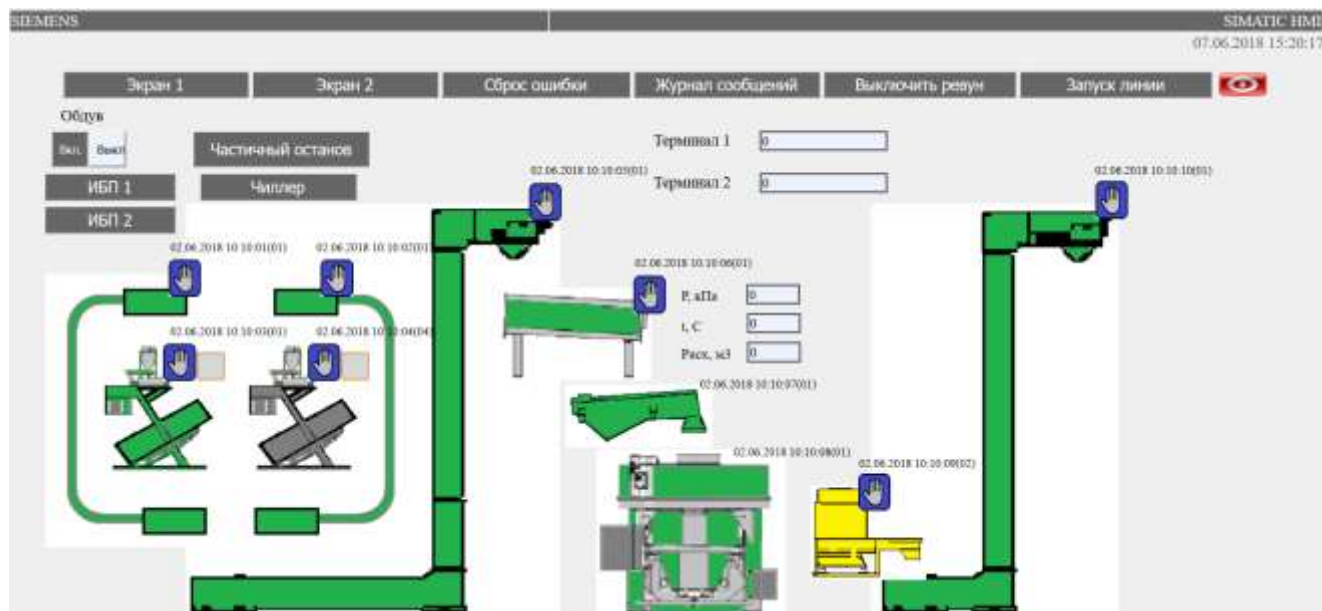 SIEMENS
SIMATIC HMI
07.06.2018 15:20:17
Экран 1
Экран 2
Сброс ошибки
Журнал сообщений
Выключить ревун
Запуск линии
Обдув
Вкл.
Выкл
Частичный останов
Терминал 1
0
ИБП 1
Чиллер
Терминал 2
0
ИБП 2
02.06.2018 10:10:05(01)
02.06.2018 10:10:10(01)
02.06.2018 10:10:01(01)
02.06.2018 10:10:02(01)
02.06.2018 10:10:06(01)
P, кПа
0
t, C
0
Расх, м3
0
02.06.2018 10:10:03(01)
02.06.2018 10:10:04(04)
02.06.2018 10:10:07(01)
02.06.2018 10:10:08(01)
02.06.2018 10:10:09(02)